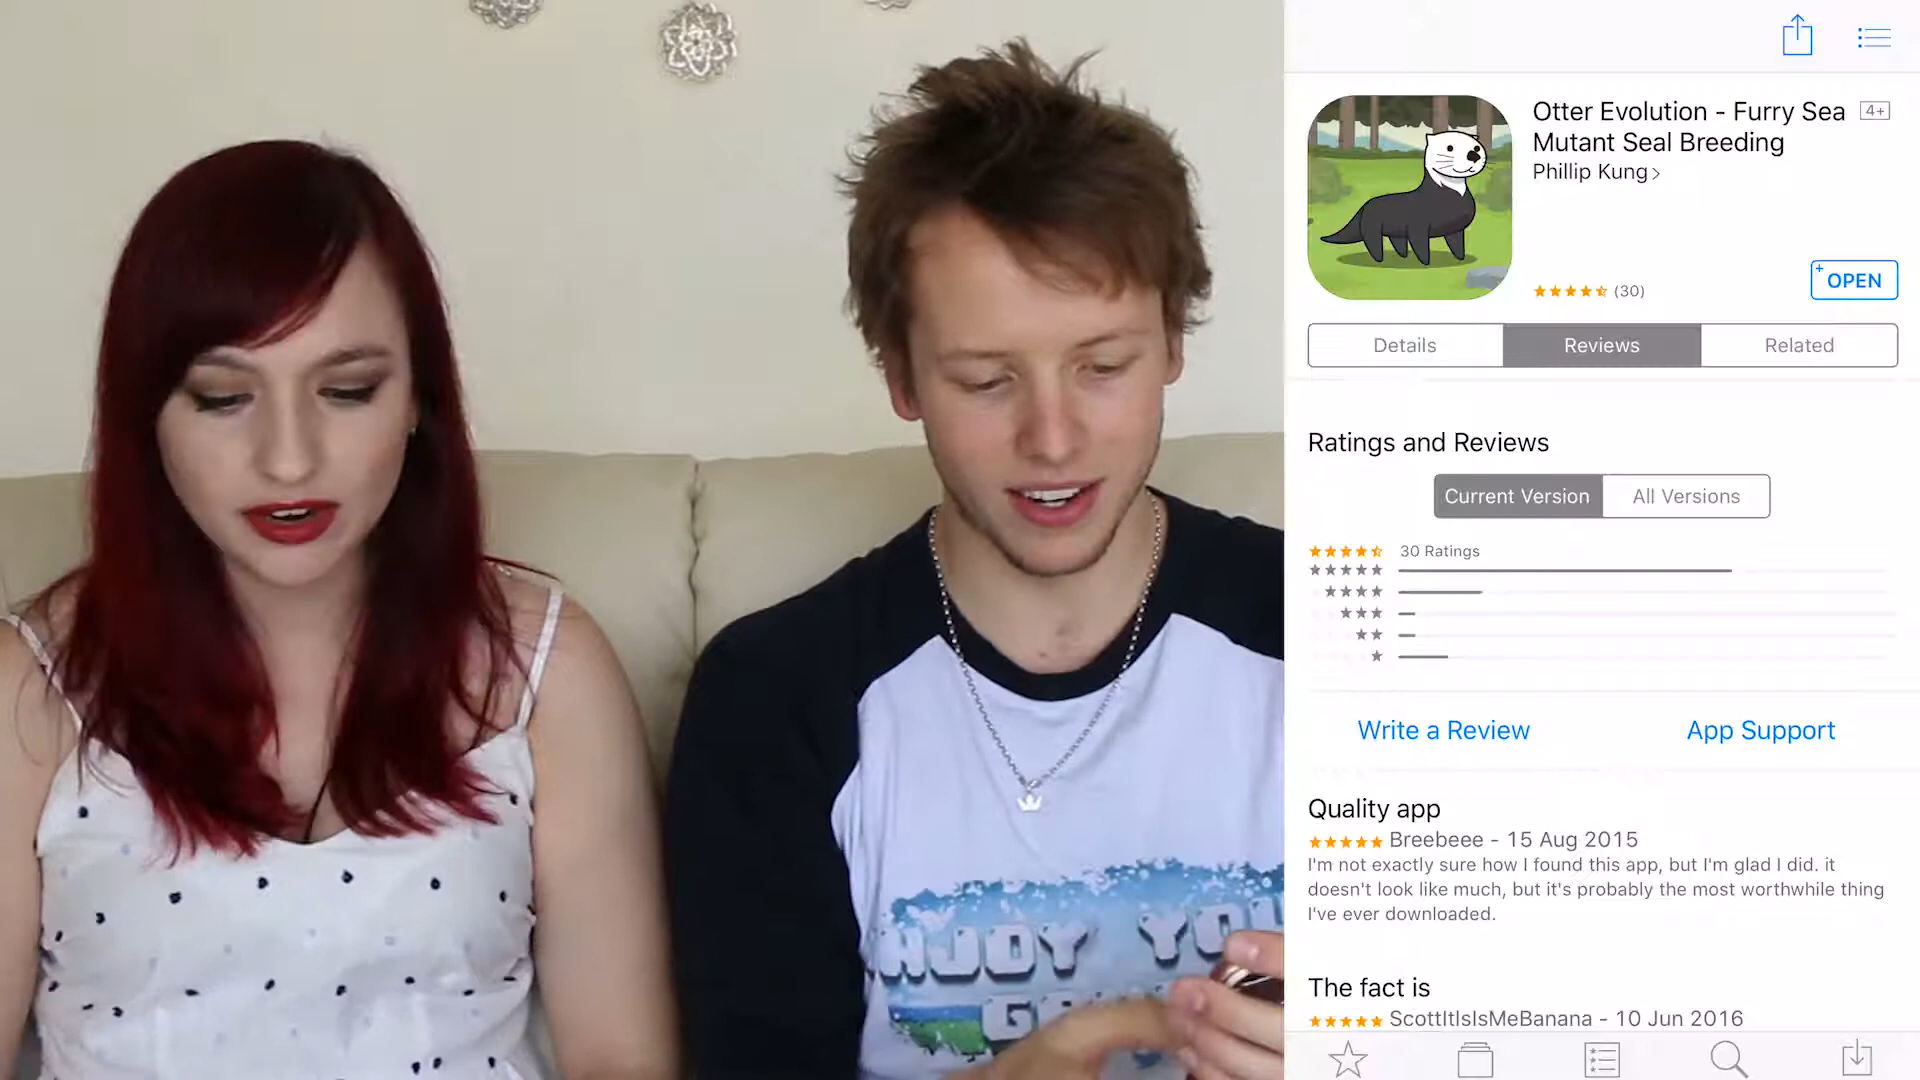 Otter Evolution - Furry Sea 4+
Mutant Seal Breeding
Phillip Kung >
(30)
+ OPEN
Details Reviews Related
Ratings and Reviews
Current Version All Versions
30 Ratings
Write a Review App Support
Quality app
Breebeee - 15 Aug 2015
I'm not exactly sure how I found this app, but I'm glad I did. it
doesn't look like much, but it's probably the most worthwhile thing
I've ever downloaded.
The fact is
ScottItIsIsMeBanana - 10 Jun 2016
NJOY YOU